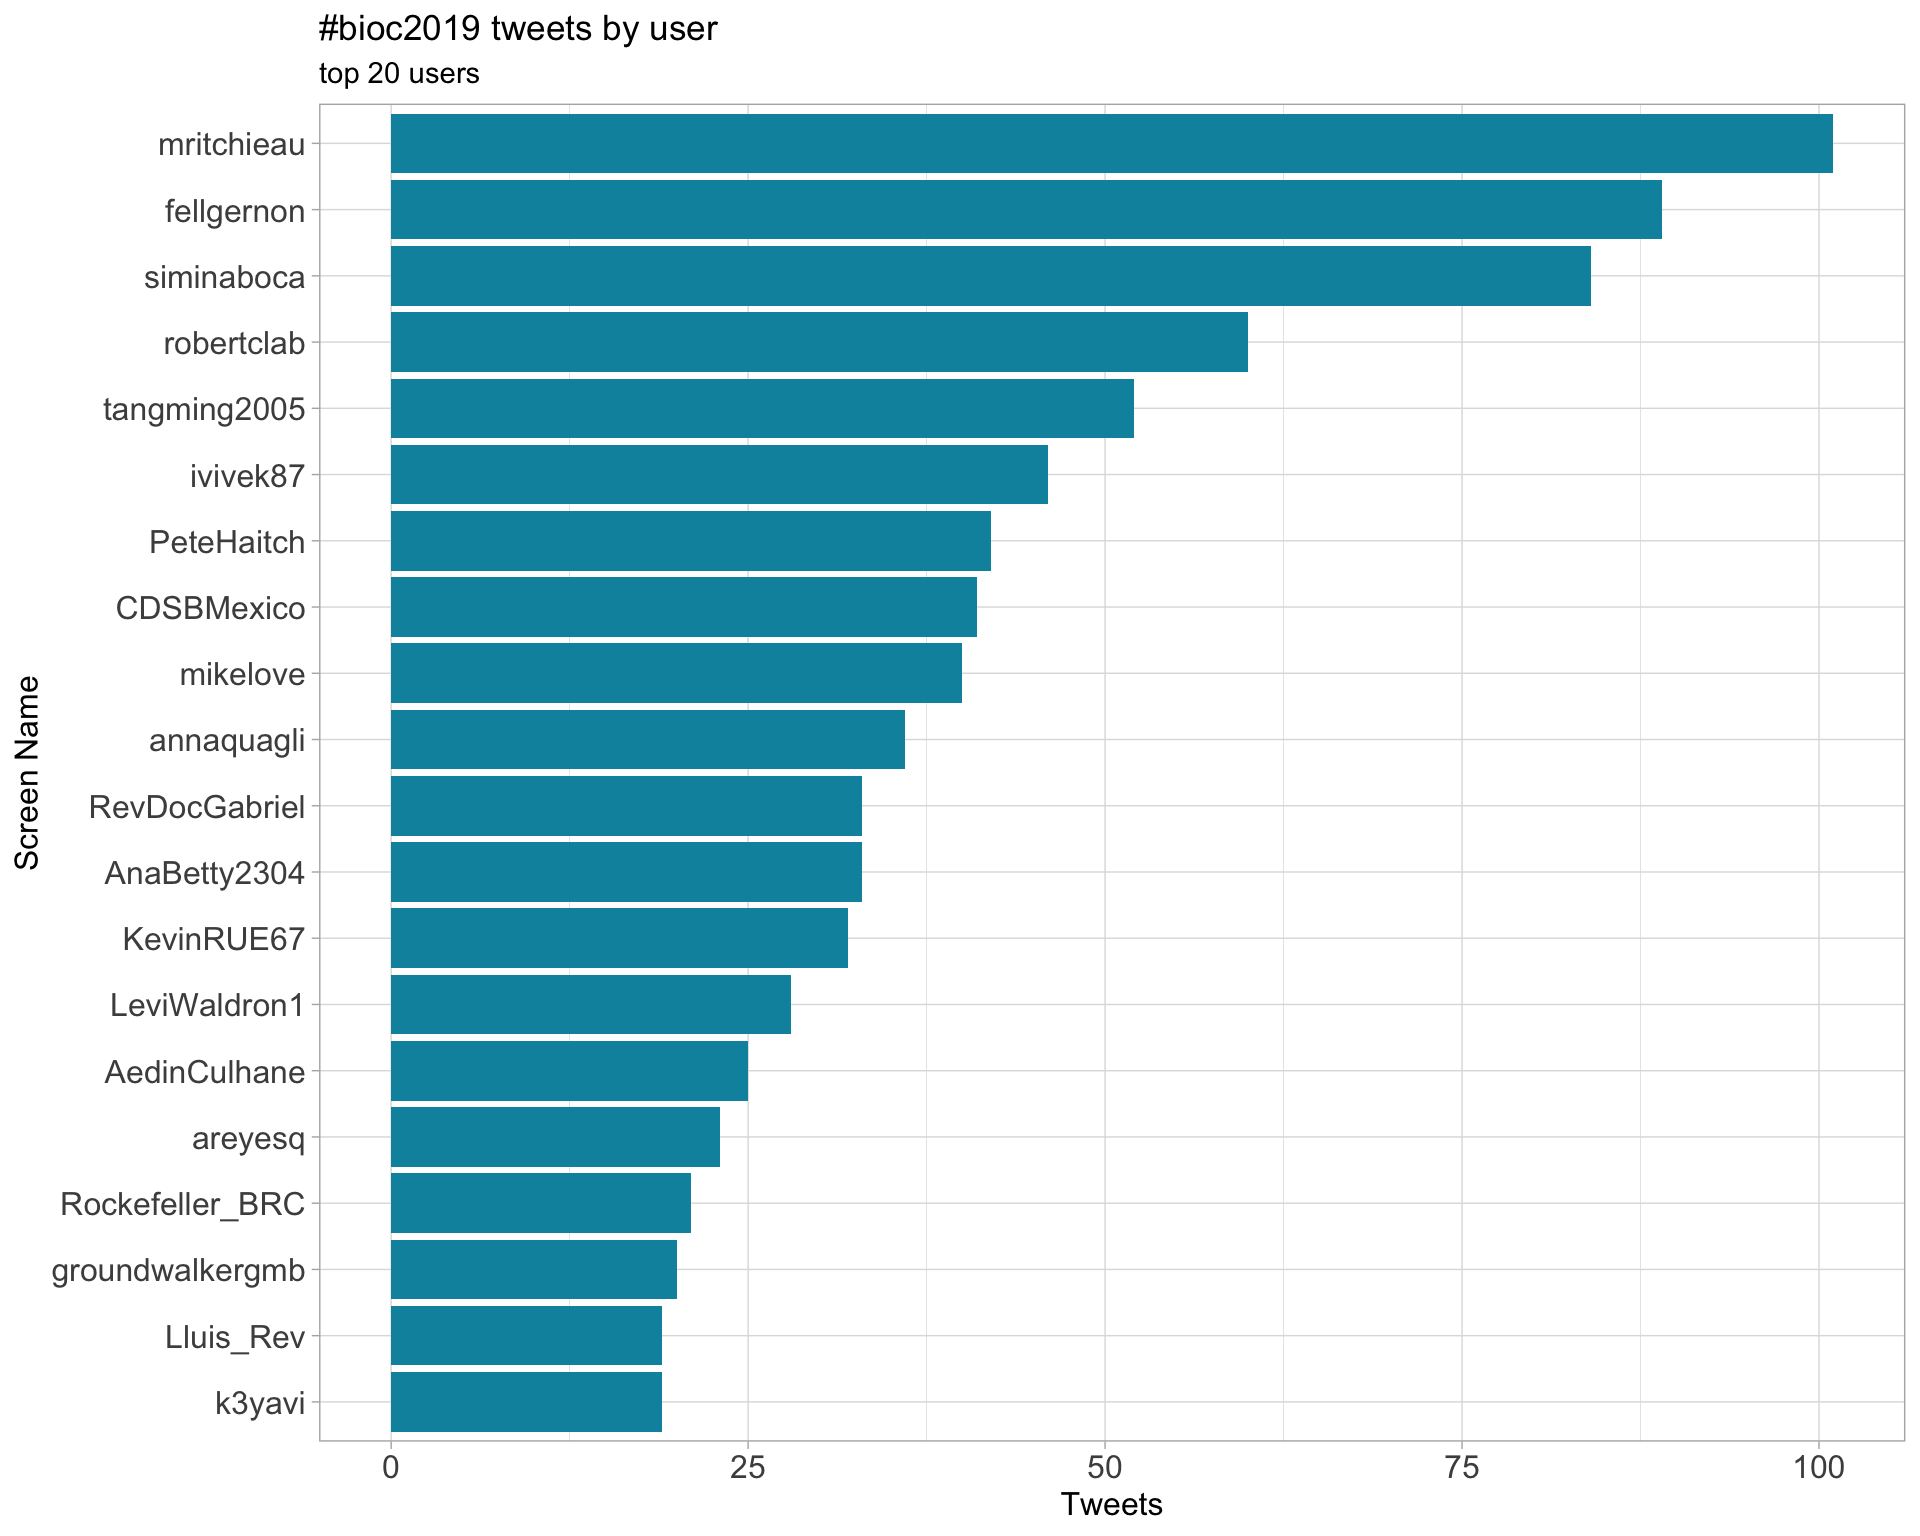 #bioc2019 tweets by user
top 20 users
mritchieau
fellgernon
siminaboca
robertclab
tangming2005
ivivek87
PeteHaitch
CDSBMexico
mikelove
annaquagli
RevDocGabriel
AnaBetty2304
KevinRUE67
LeviWaldron1
AedinCulhane
areyesq
Rockefeller_BRC
groundwalkergmb
Lluis_Rev
k3yavi
Screen Name
0 25 50 75 100
Tweets